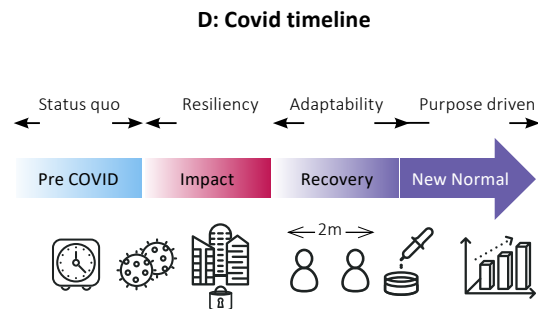 D: Covid timeline
Status quo Resiliency Adaptability Purpose driven
Pre COVID Impact Recovery New Normal
2m